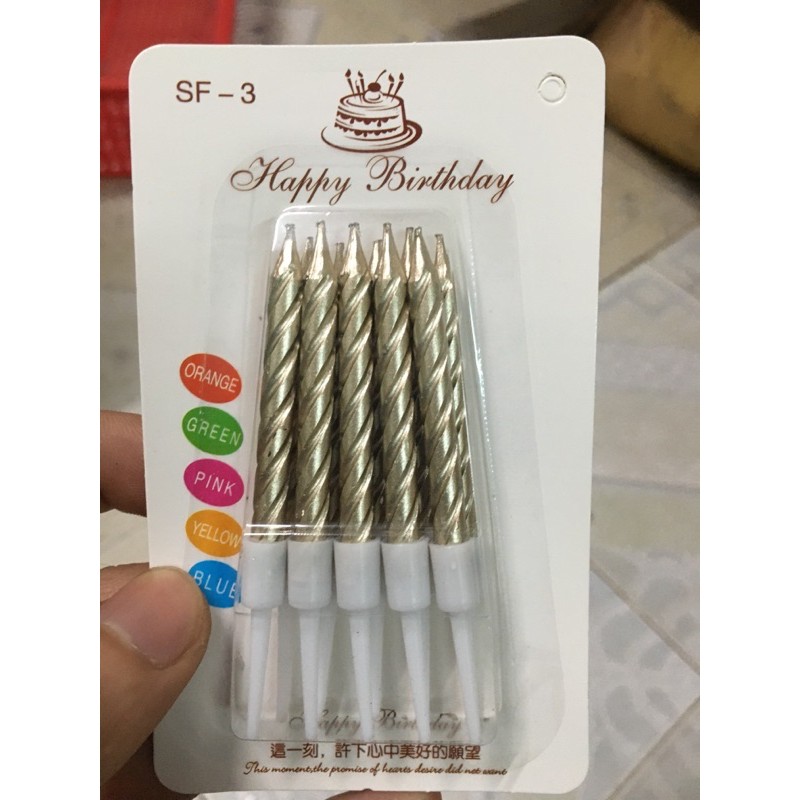 SF-3
Happy Birthday
ORANGE
GREEN
PINK
YELLOW
BLUE
Happy Birthday
這一刻，許下心中美好的願望
This moment,the promise of hearts desire did not want